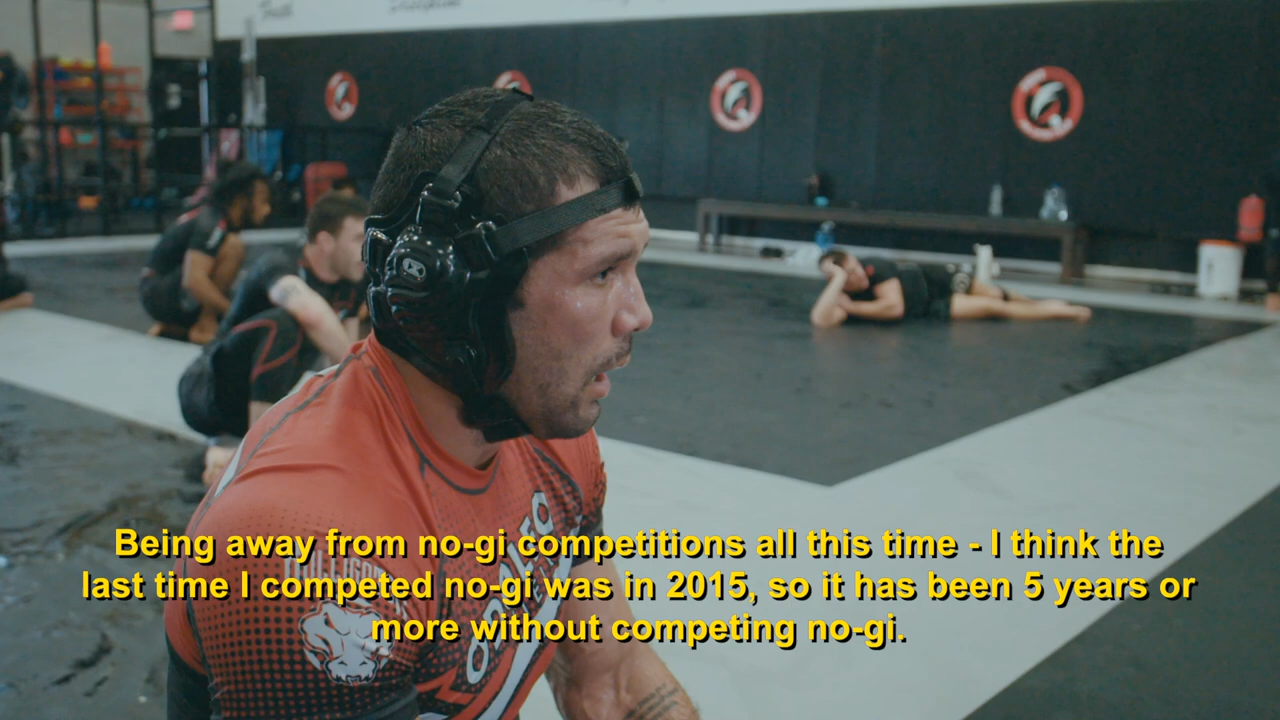 Being away from no-gi competitions all this time - I think the
last time I competed no-gi was in 2015, so it has been 5 years or
more without competing no-gi.